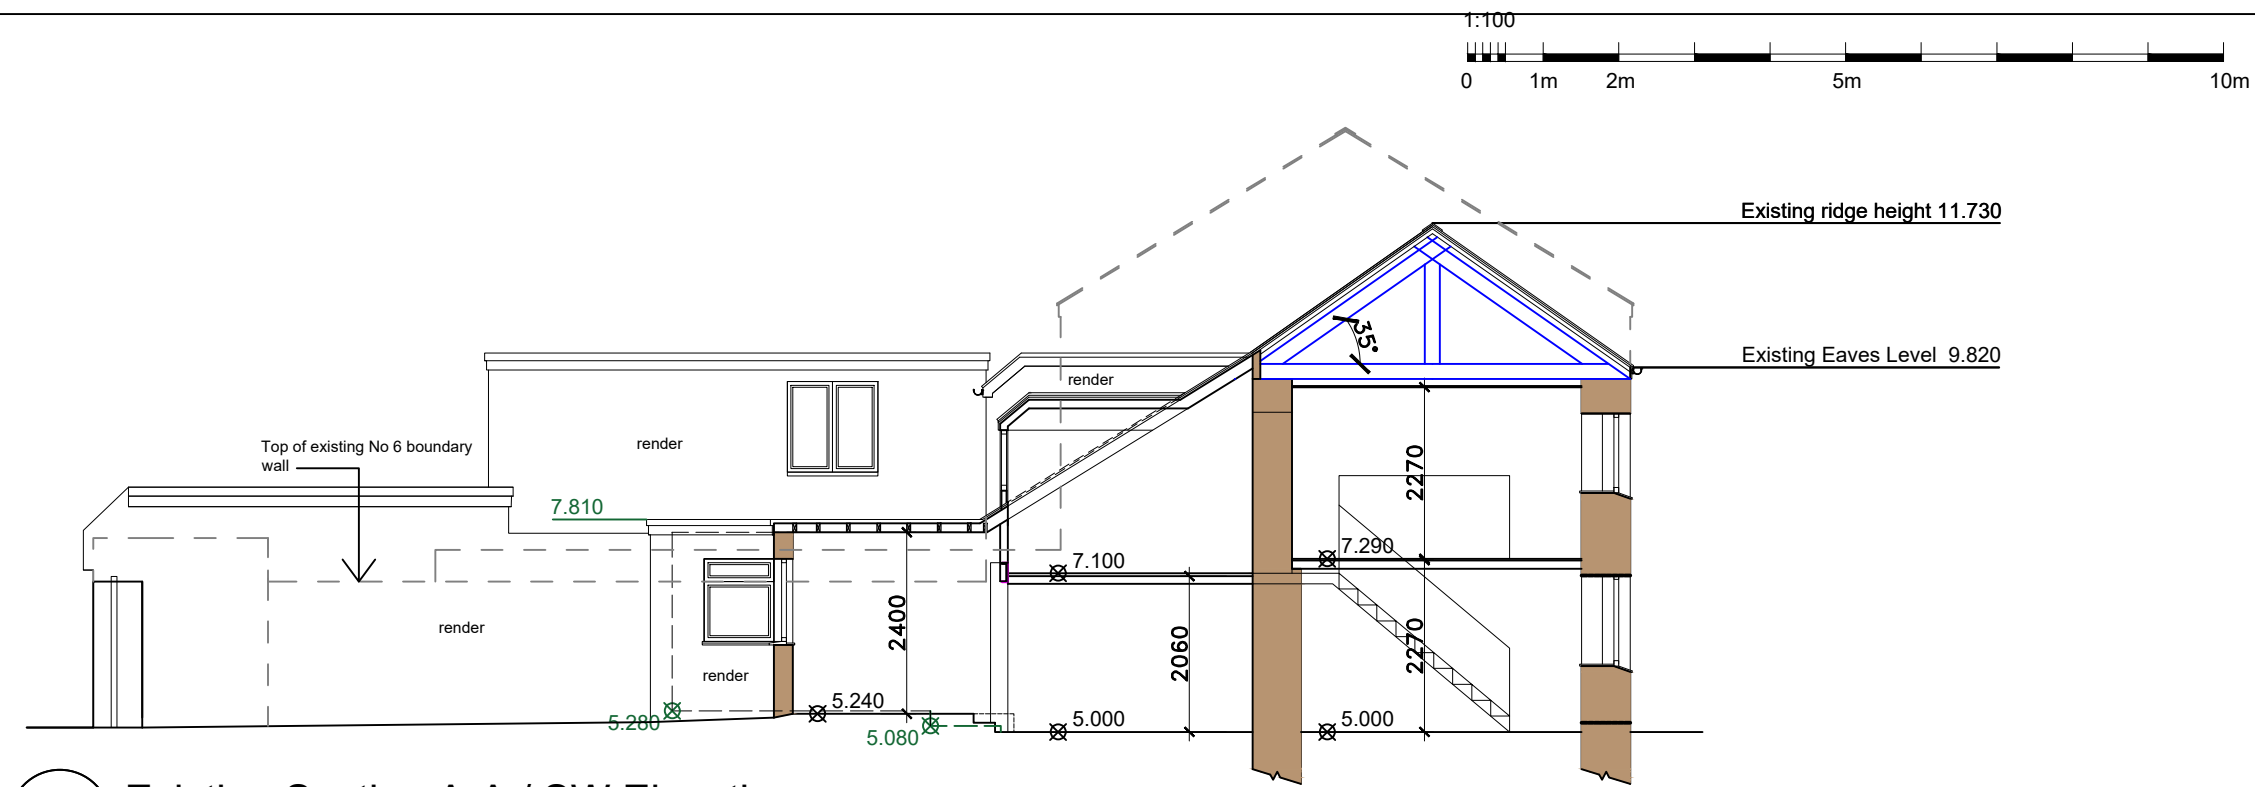 1:100
0 1m 2m 5m 10m
Existing ridge height 11.730
Existing Eaves Level 9.820
35°
render
Top of existing No 6 boundary
wall
render
7.810
2270
7.100
7.290
2400
2060
2270
render
render
5.280
5.240
5.080
5.000
5.000